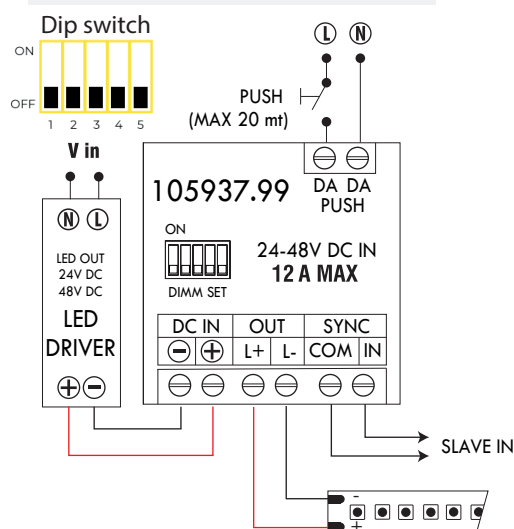 Dip switch
ON
OFF
1 2 3 4 5
L N
PUSH
(MAX 20 mt)
V in
N L
LED OUT
24V DC
48V DC
LED
DRIVER
+ -
105937.99
DA DA
PUSH
ON
DIMM SET
24-48V DC IN
12 A MAX
DC IN OUT SYNC
- + L+ L- COM IN
SLAVE IN
-
+